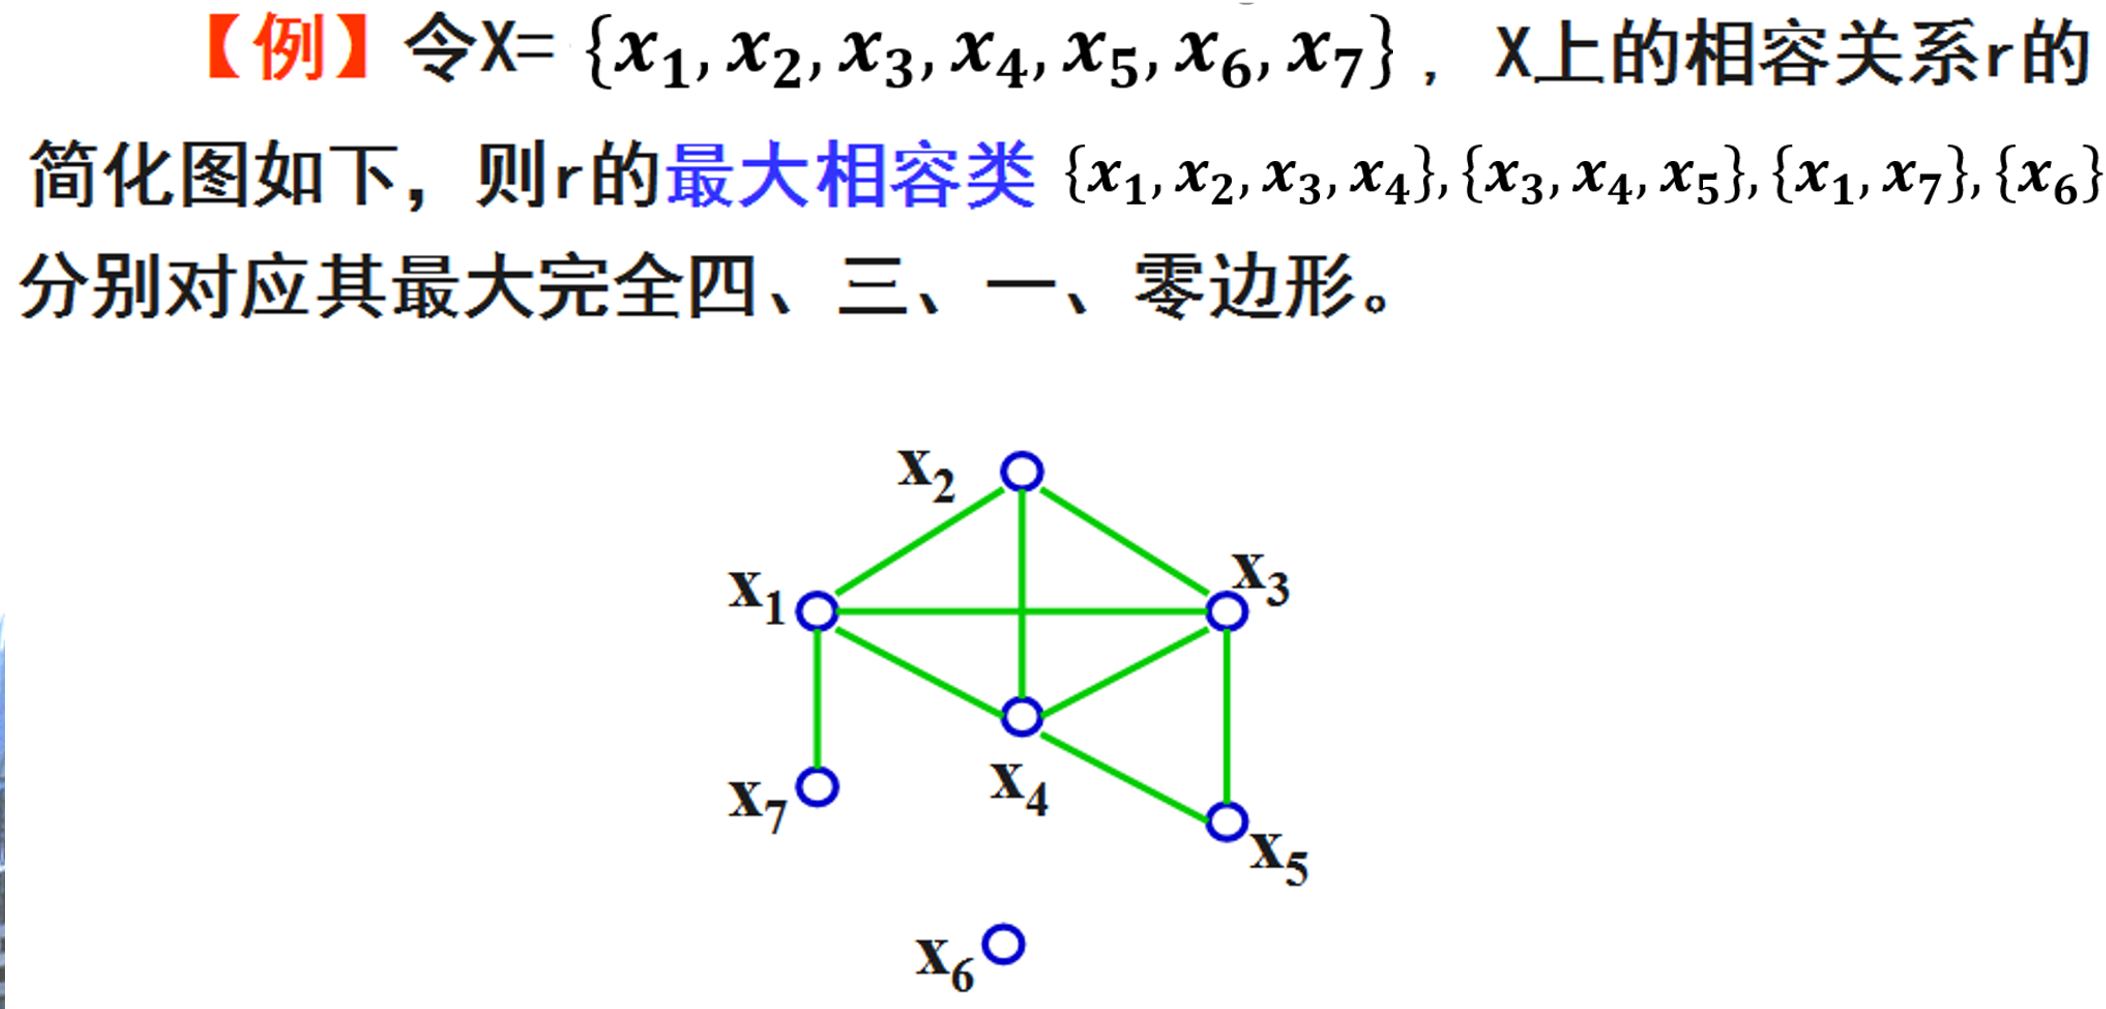 【例】令X= {x₁, x₂, x₃, x₄, x₅, x₆, x₇}, X上的相容关系r的
简化图如下，则r的最大相容类 {x₁, x₂, x₃, x₄}, {x₃, x₄, x₅}, {x₁, x₇}, {x₆}
分别对应其最大完全四、三、一、零边形。
x₂
x₃
x₁
x₄
x₇
x₅
x₆